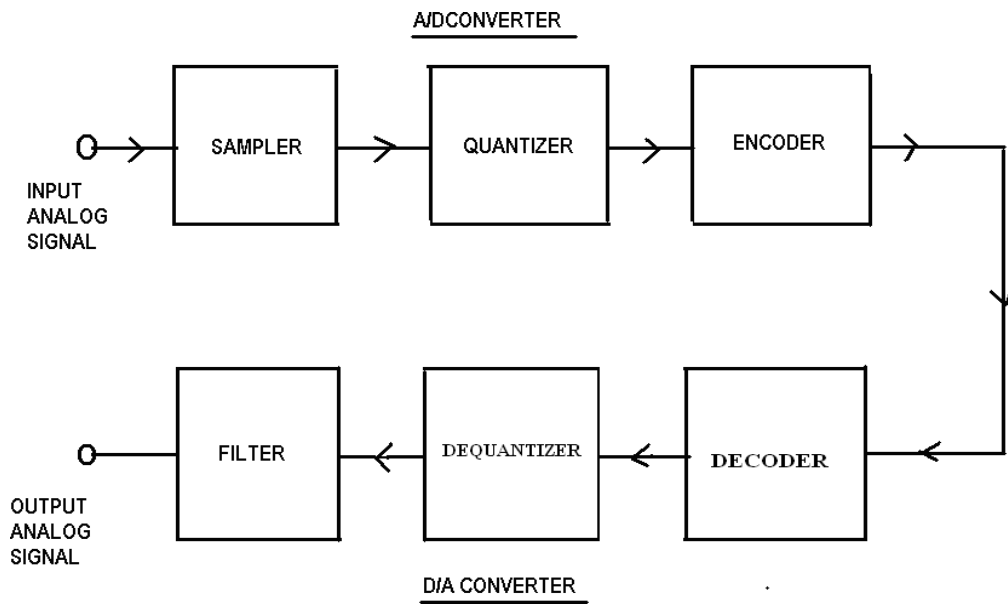 A/DCONVERTER
SAMPLER
QUANTIZER
ENCODER
INPUT
ANALOG
SIGNAL
FILTER
DEQUANTIZER
DECODER
OUTPUT
ANALOG
SIGNAL
D/A CONVERTER